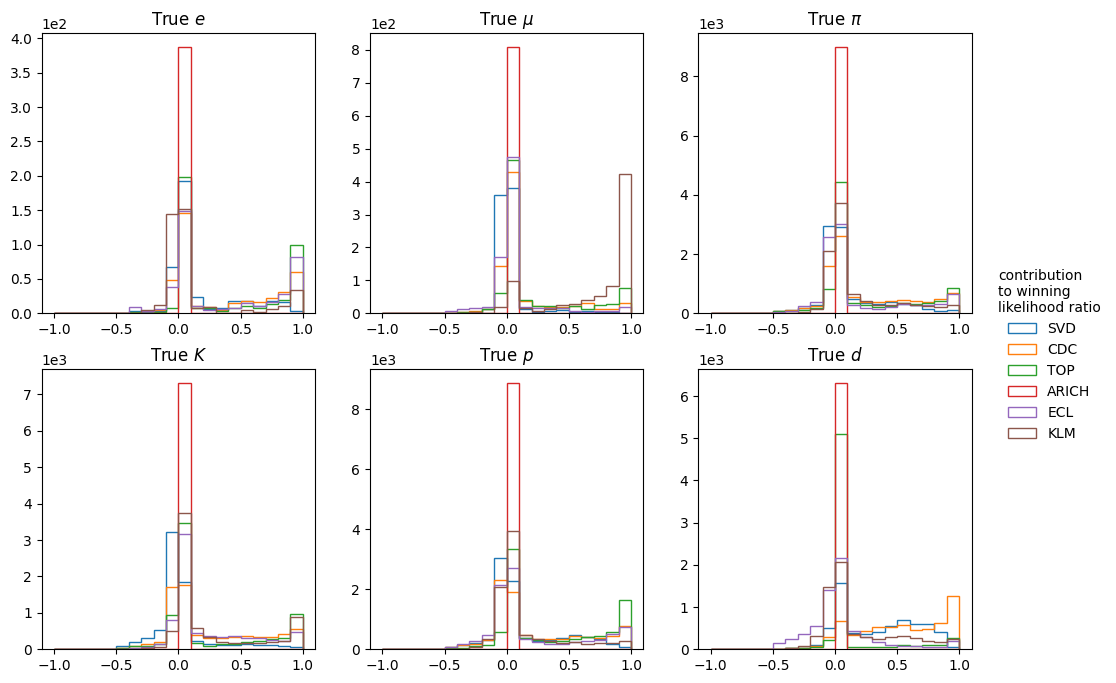 True e
1e2
4.0
3.5
3.0
2.5
2.0
1.5
1.0
0.5
0.0
−1.0 −0.5 0.0 0.5 1.0
True μ
1e2
8
7
6
5
4
3
2
1
0
−1.0 −0.5 0.0 0.5 1.0
True π
1e3
8
6
4
2
0
−1.0 −0.5 0.0 0.5 1.0
True K
1e3
7
6
5
4
3
2
1
0
−1.0 −0.5 0.0 0.5 1.0
True p
1e3
8
6
4
2
0
−1.0 −0.5 0.0 0.5 1.0
True d
1e3
6
5
4
3
2
1
0
−1.0 −0.5 0.0 0.5 1.0
contribution
to winning
likelihood ratio
SVD
CDC
TOP
ARICH
ECL
KLM